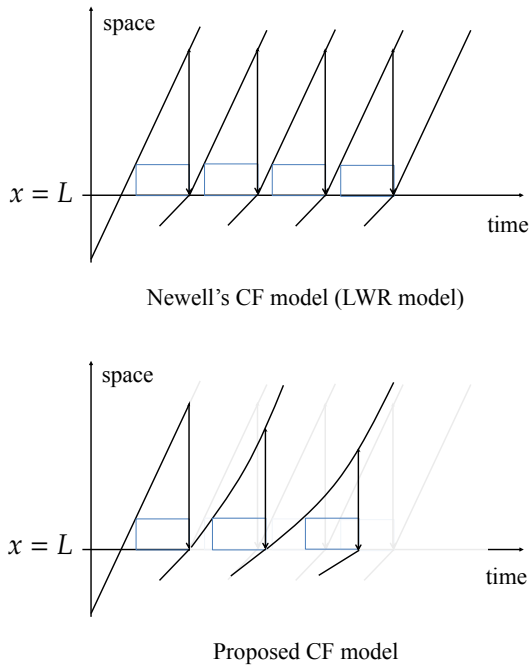 space
x = L
time
Newell's CF model (LWR model)
space
x = L
time
Proposed CF model